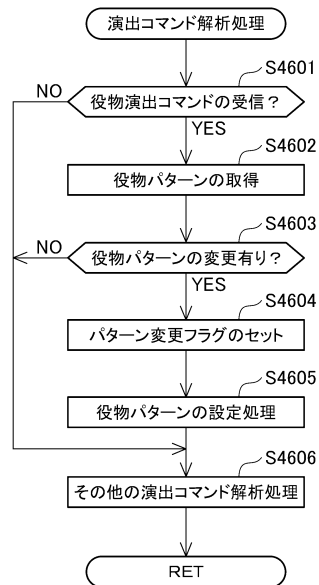 演出コマンド解析処理
S4601
NO
役物演出コマンドの受信?
YES
S4602
役物パターンの取得
S4603
NO
役物パターンの変更有り?
YES
S4604
パターン変更フラグのセット
S4605
役物パターンの設定処理
S4606
その他の演出コマンド解析処理
RET